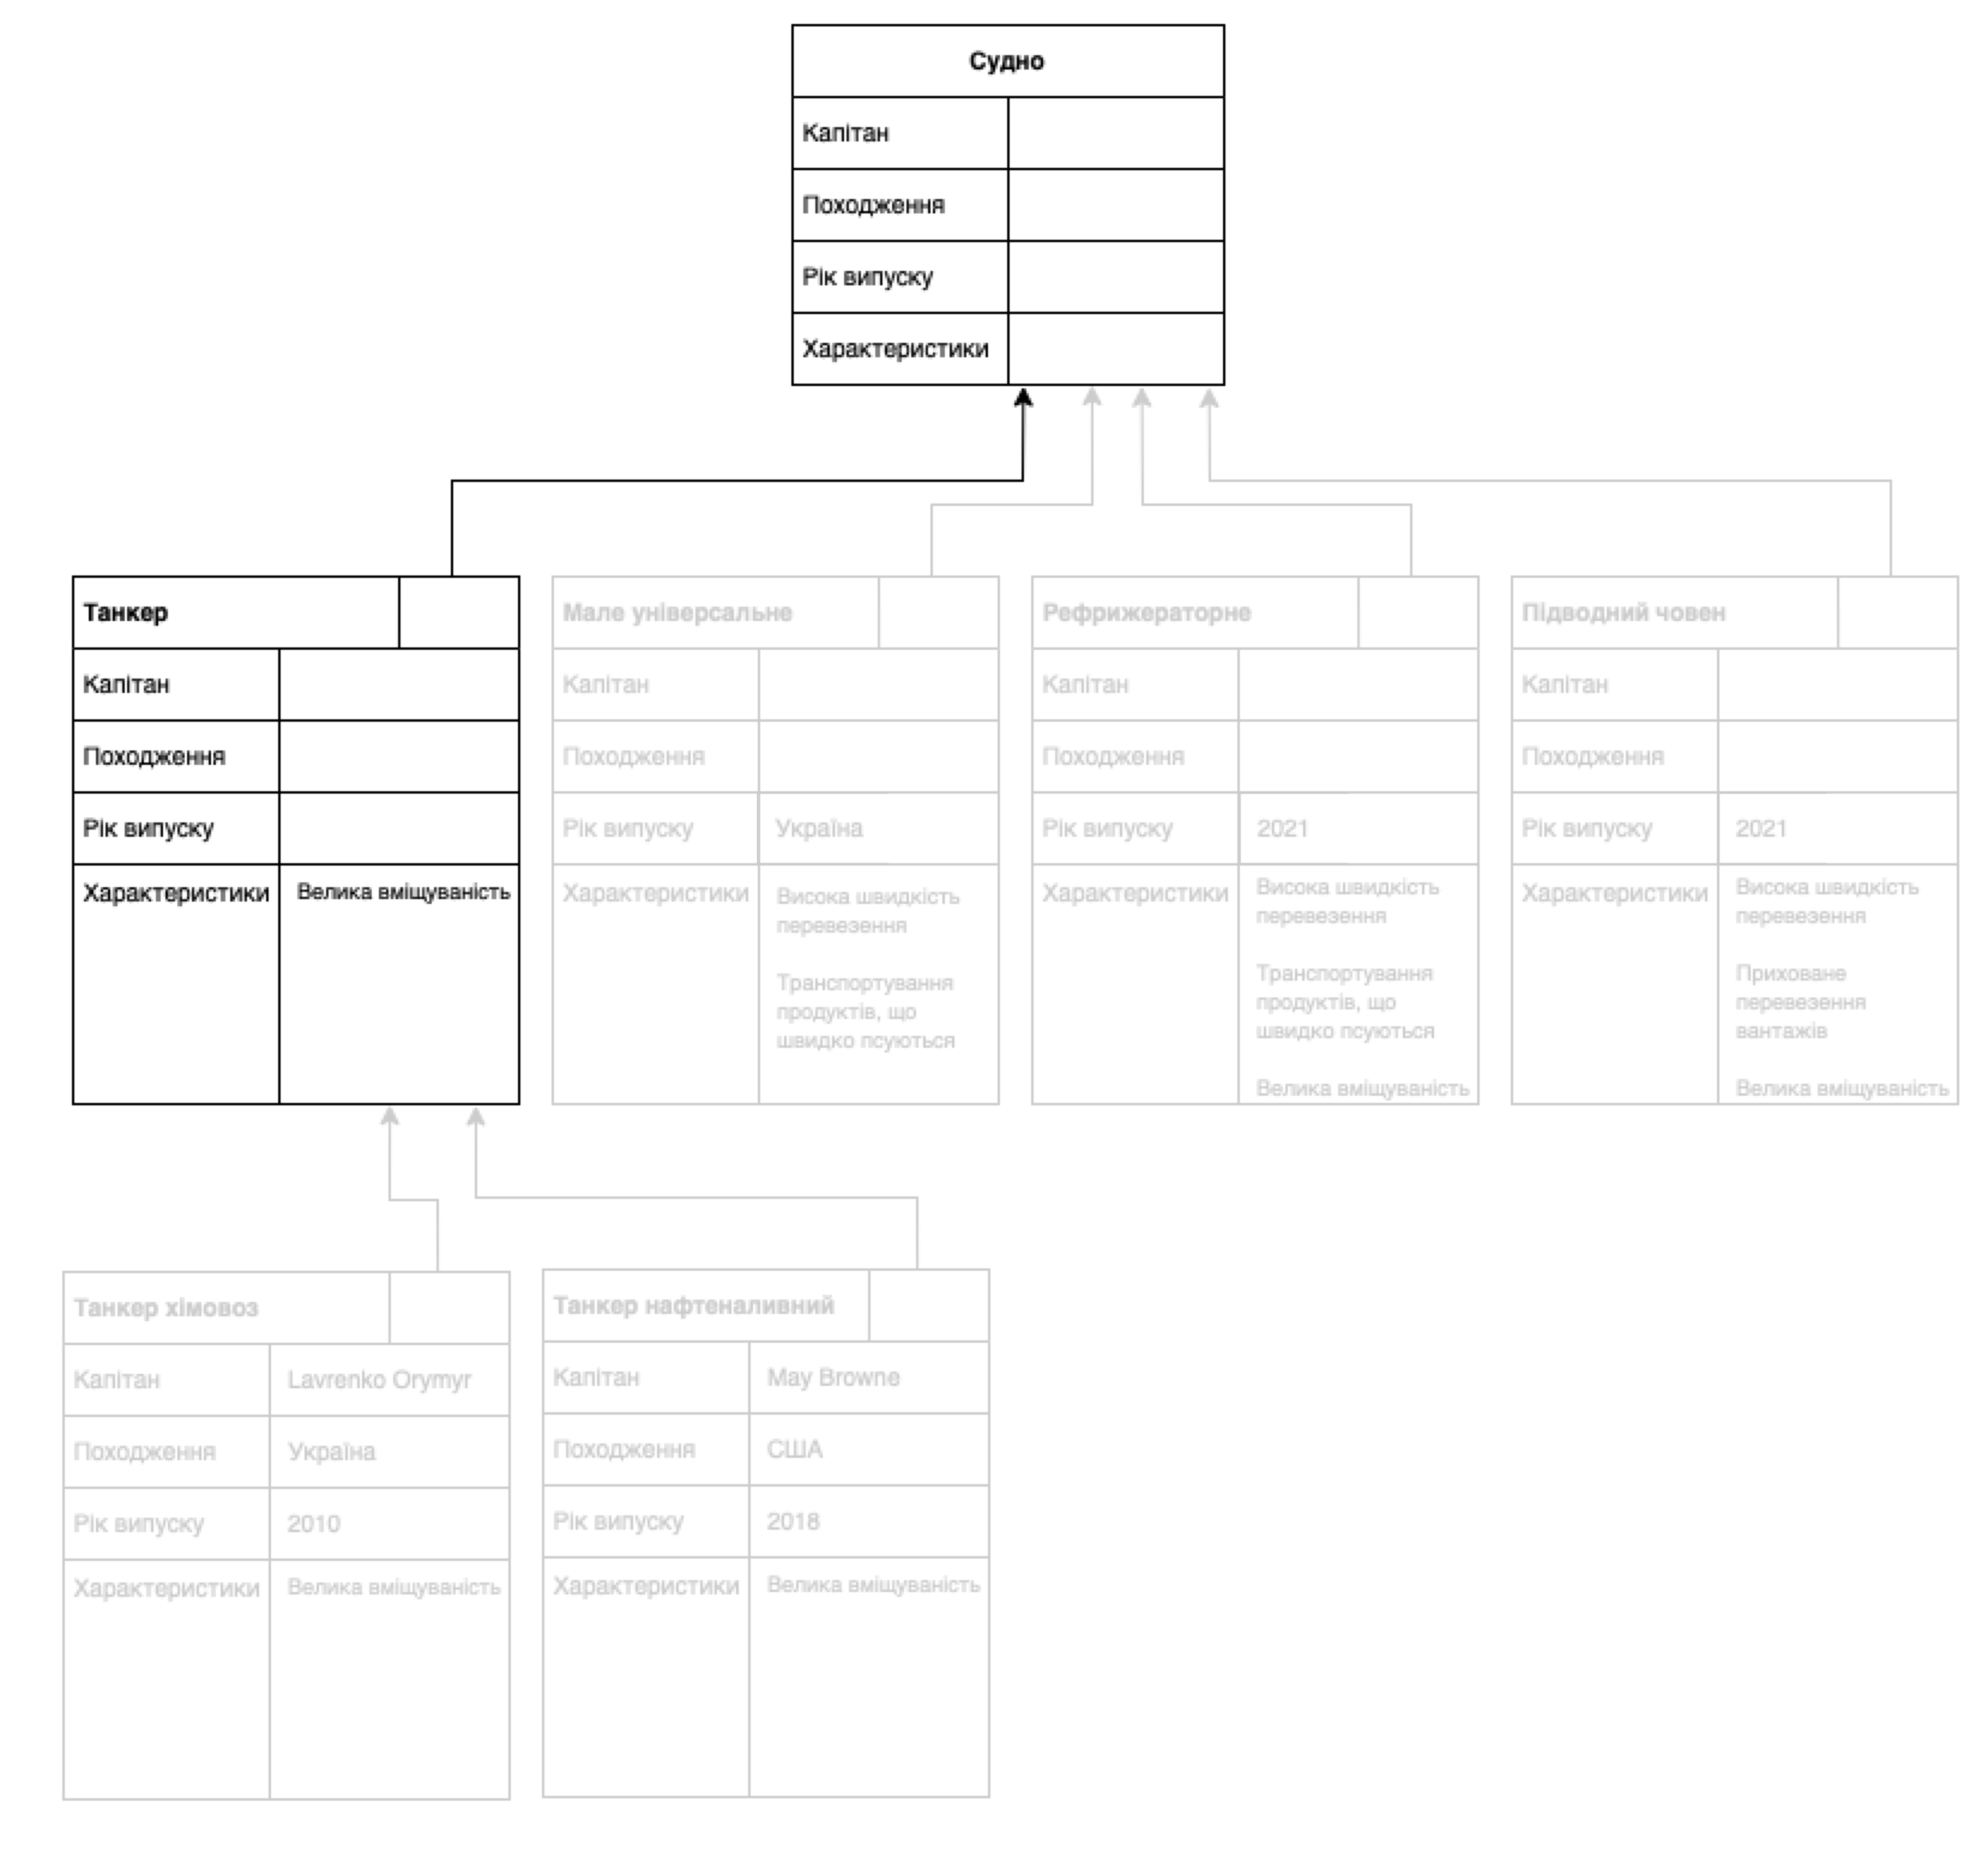 Судно
Капітан
Походження
Рік випуску
Характеристики
Танкер
Капітан
Походження
Рік випуску
Характеристики
Велика вміщуваність
Мале універсальне
Капітан
Походження
Рік випуску
Україна
Характеристики
Висока швидкість
перевезення
Транспортування
продуктів, що
швидко псуються
Рефрижераторне
Капітан
Походження
Рік випуску
2021
Характеристики
Висока швидкість
перевезення
Транспортування
продуктів, що
швидко псуються
Велика вміщуваність
Підводний човен
Капітан
Походження
Рік випуску
2021
Характеристики
Висока швидкість
перевезення
Приховане
перевезення
вантажів
Велика вміщуваність
Танкер хімовоз
Капітан
Lavrenko Orymyr
Походження
Україна
Рік випуску
2010
Характеристики
Велика вміщуваність
Танкер нафтеналивний
Капітан
May Browne
Походження
США
Рік випуску
2018
Характеристики
Велика вміщуваність